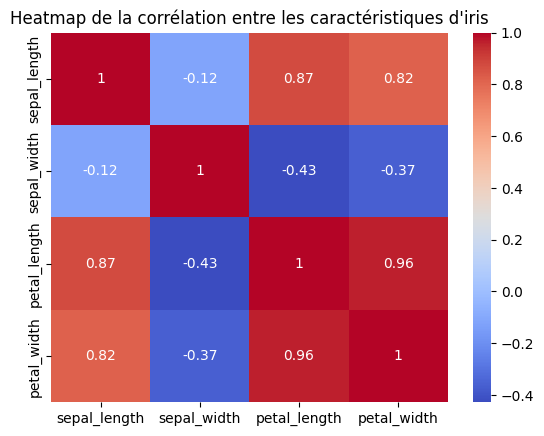 Heatmap de la corrélation entre les caractéristiques d'iris
sepal_length
1
-0.12
0.87
0.82
sepal_width
-0.12
1
-0.43
-0.37
petal_length
0.87
-0.43
1
0.96
petal_width
0.82
-0.37
0.96
1
sepal_length
sepal_width
petal_length
petal_width
1.0
0.8
0.6
0.4
0.2
0.0
−0.2
−0.4